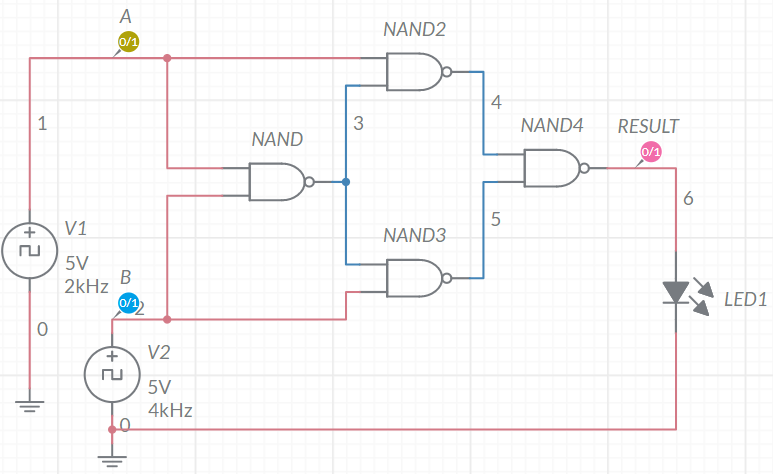 A
0/1
NAND2
1
3
4
NAND
NAND4
RESULT
0/1
6
V1
5V
2kHz
NAND3
5
B
0/1
2
LED1
0
V2
5V
4kHz
0